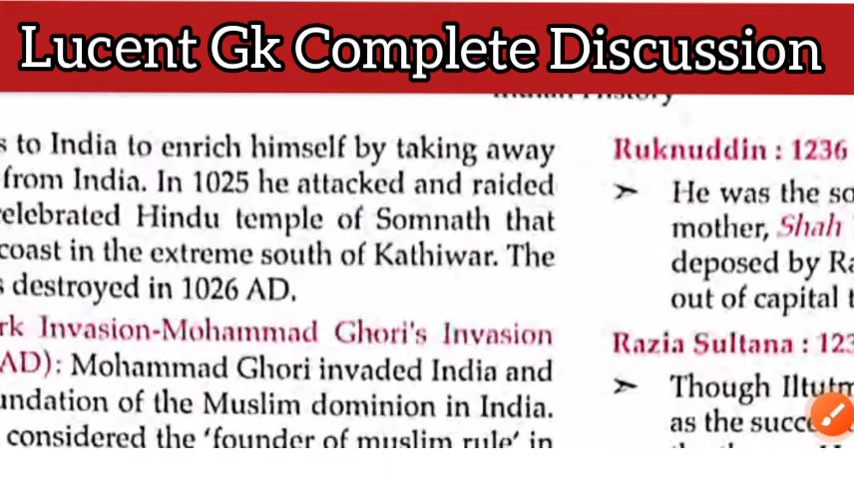 Lucent Gk Complete Discussion
s to India to enrich himself by taking away
from India. In 1025 he attacked and raided
elebrated Hindu temple of Somnath that
coast in the extreme south of Kathiwar. The
s destroyed in 1026 AD.
rk Invasion-Mohammad Ghori's Invasion
AD): Mohammad Ghori invaded India and
undation of the Muslim dominion in India.
considered the 'founder of muslim rule' in
Ruknuddin : 1236
➢ He was the so
mother, Shah
deposed by Ra
out of capital t
Razia Sultana : 123
➢ Though Iltutm
as the succ